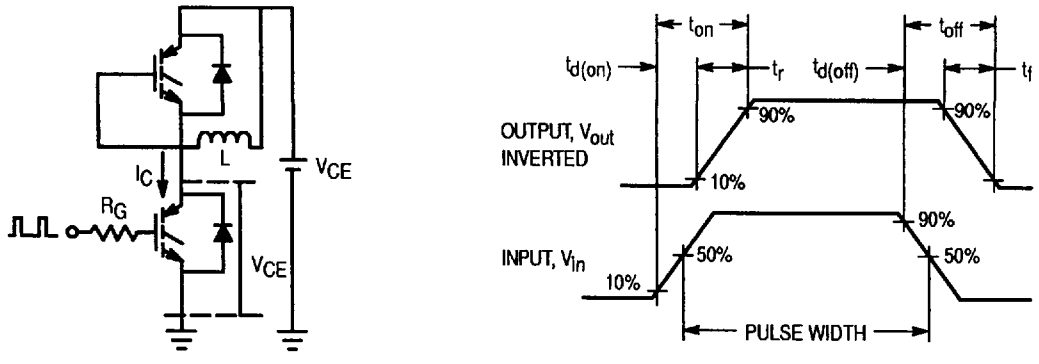 L
I_C
V_CE
R_G
V_CE
t_on
t_off
t_d(on)
t_r
t_d(off)
t_f
OUTPUT, V_out
INVERTED
90%
90%
10%
INPUT, V_in
90%
50%
50%
10%
PULSE WIDTH